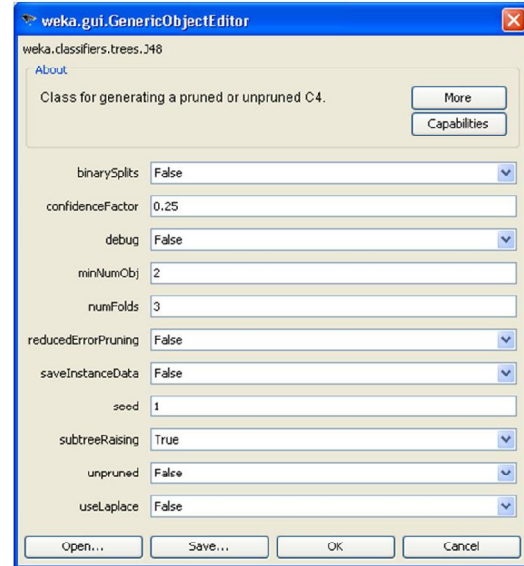 weka.gui.GenericObjectEditor
weka.classifiers.trees.J48
About
Class for generating a pruned or unpruned C4.
More
Capabilities
binarySplits False
confidenceFactor 0.25
debug False
minNumObj 2
numFolds 3
reducedErrorPruning False
saveInstanceData False
seed 1
subtreeRaising True
unpruned False
useLaplace False
Open... Save... OK Cancel